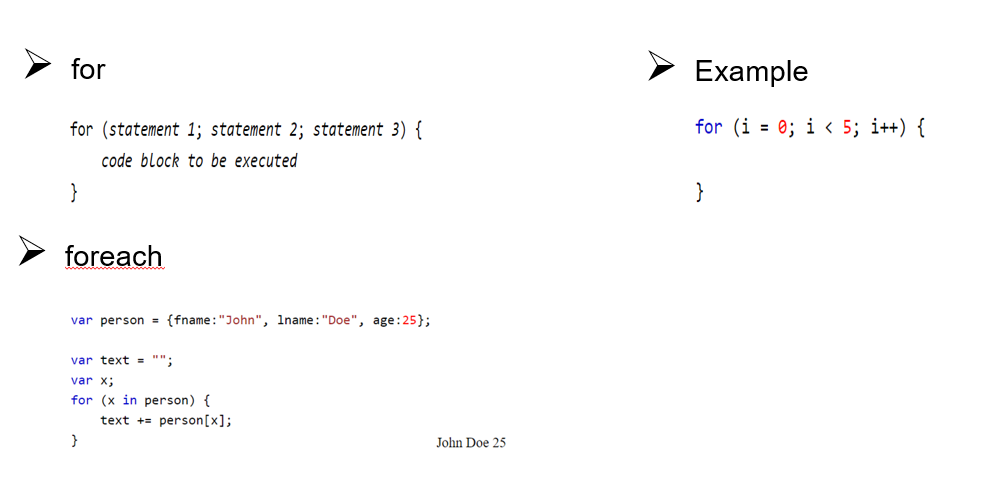 for
for (statement 1; statement 2; statement 3) {
    code block to be executed
}
Example
for (i = 0; i < 5; i++) {
}
foreach
var person = {fname:"John", lname:"Doe", age:25};
var text = "";
var x;
for (x in person) {
    text += person[x];
}
John Doe 25